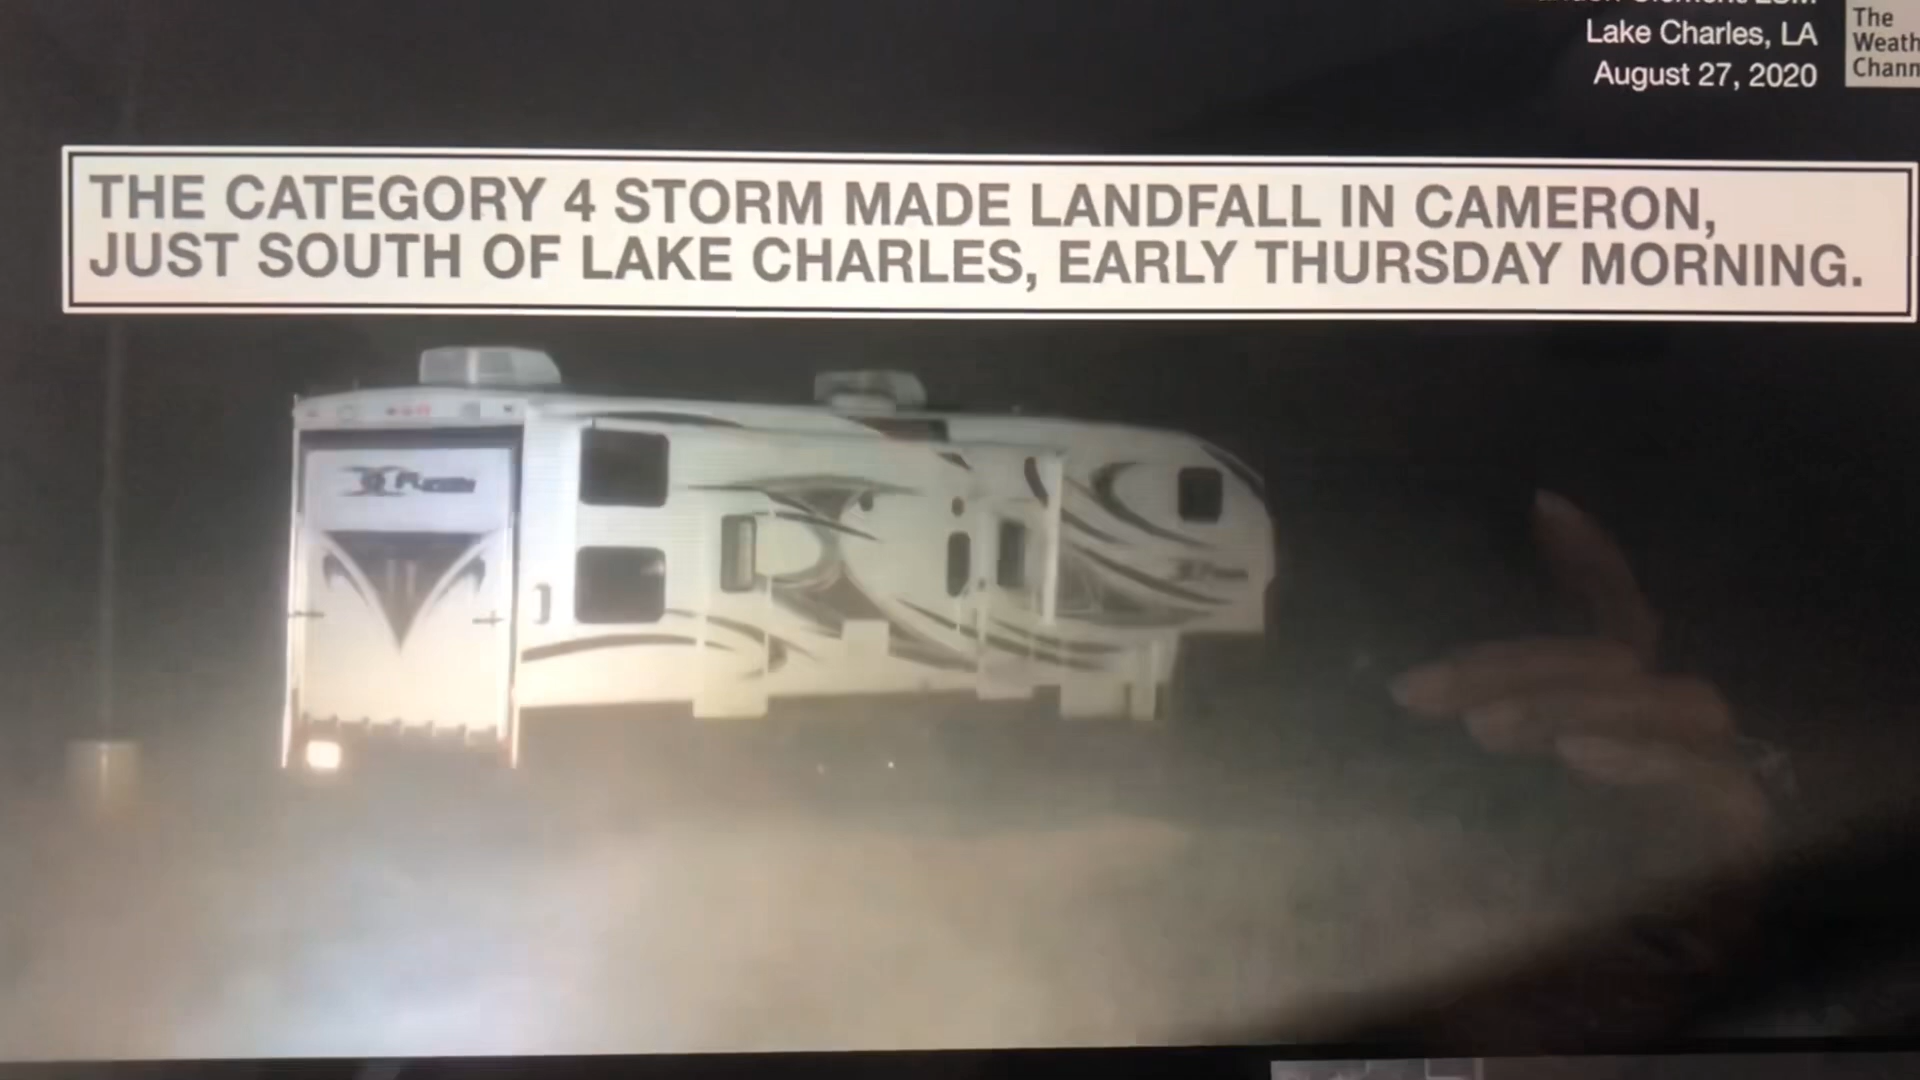 Lake Charles, LA
August 27, 2020
The
Weath
Chann
THE CATEGORY 4 STORM MADE LANDFALL IN CAMERON,
JUST SOUTH OF LAKE CHARLES, EARLY THURSDAY MORNING.